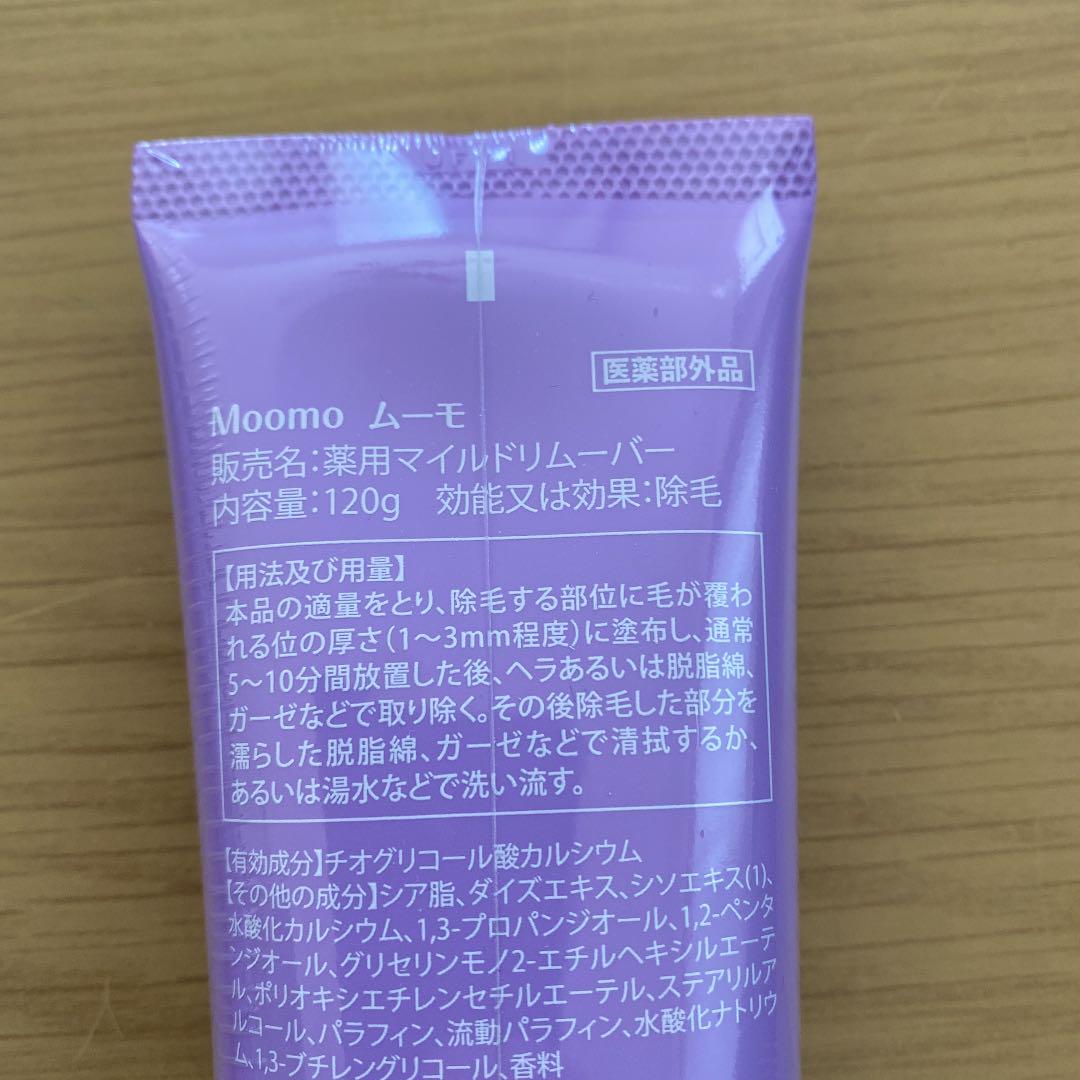 医薬部外品
Moomo ムーモ
販売名:薬用マイルドリムーバー
内容量:120g 効能又は効果:除毛
【用法及び用量】
本品の適量をとり、除毛する部位に毛が覆わ
れる位の厚さ(1〜3mm程度)に塗布し、通常
5〜10分間放置した後、ヘラあるいは脱脂綿、
ガーゼなどで取り除く。その後除毛した部分を
濡らした脱脂綿、ガーゼなどで清拭するか、
あるいは湯水などで洗い流す。
【有効成分】チオグリコール酸カルシウム
【その他の成分】シア脂、ダイズエキス、シソエキス(1)、
水酸化カルシウム、1,3-プロパンジオール、1,2-ペンタ
ンジオール、グリセリンモノ2-エチルヘキシルエーテ
ル、ポリオキシエチレンセチルエーテル、ステアリルア
ルコール、パラフィン、流動パラフィン、水酸化ナトリウ
ム、1,3-ブチレングリコール、香料